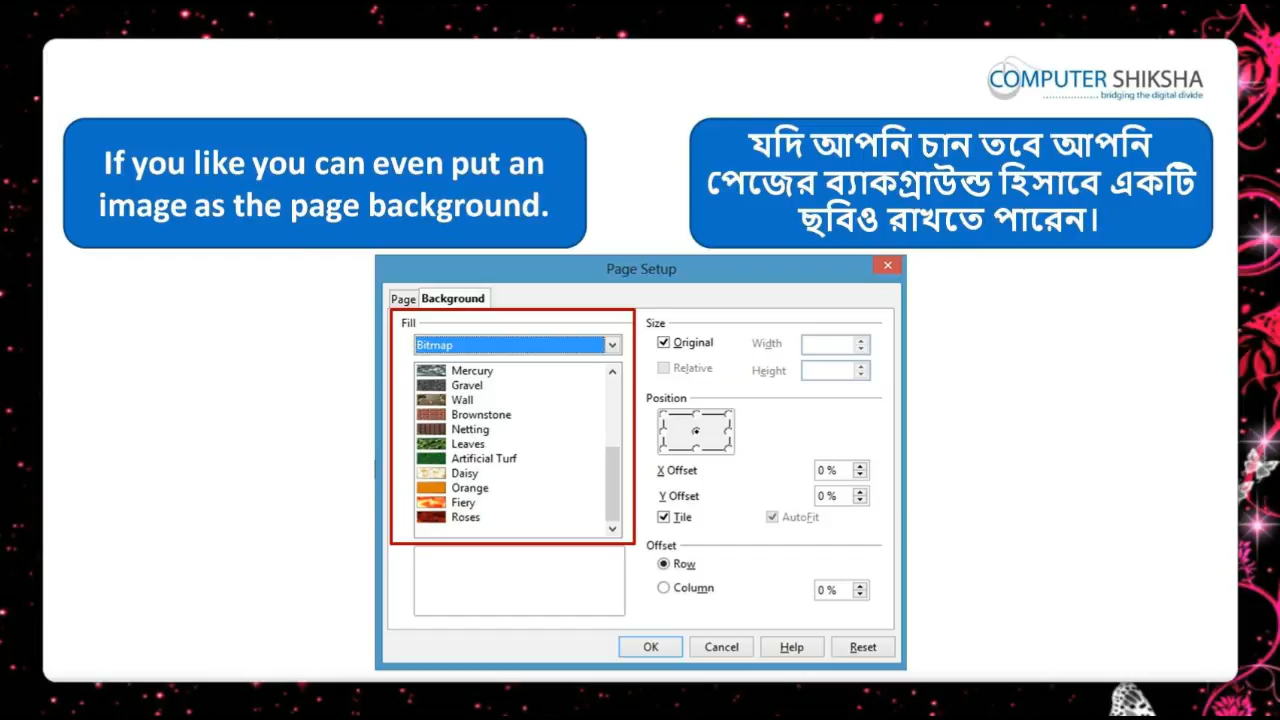 COMPUTER SHIKSHA
bridging the digital divide
If you like you can even put an
image as the page background.
যদি আপনি চান তবে আপনি
পেজের ব্যাকগ্রাউন্ড হিসাবে একটি
ছবিও রাখতে পারেন।
Page Setup
Page Background
Fill
Bitmap
Mercury
Gravel
Wall
Brownstone
Netting
Leaves
Artificial Turf
Daisy
Orange
Fiery
Roses
Size
Original Width
Relative Height
Position
X Offset 0 %
Y Offset 0 %
Tile AutoFit
Offset
Row
Column 0 %
OK Cancel Help Reset